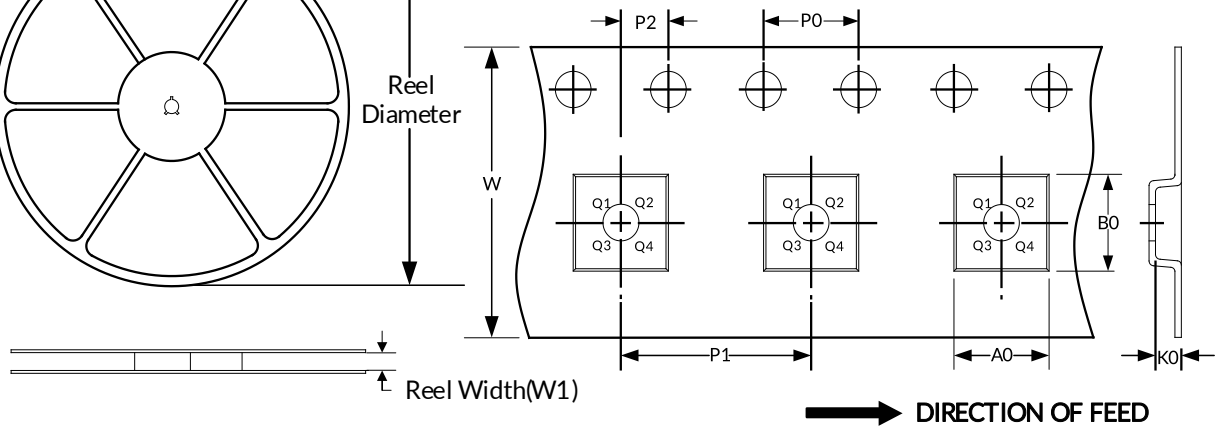 P2
P0
Reel
Diameter
W
Q1 Q2
Q3 Q4
Q1 Q2
Q3 Q4
Q1 Q2
Q3 Q4
B0
P1
A0
K0
Reel Width(W1)
DIRECTION OF FEED